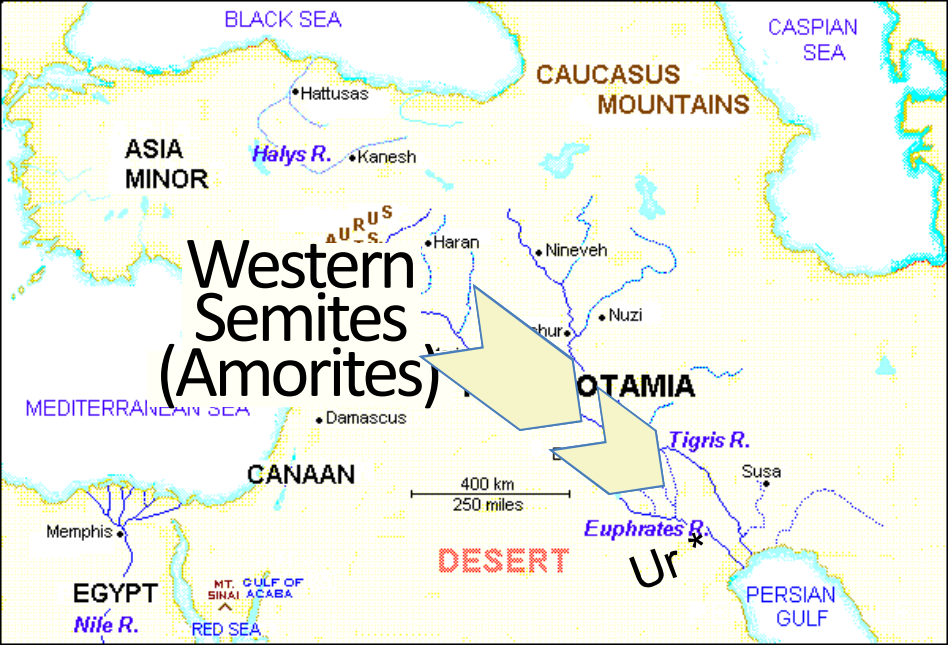 BLACK SEA
CASPIAN
SEA
CAUCASUS
MOUNTAINS
Hattusas
ASIA
MINOR
Halys R.
Kanesh
Haran
Nineveh
Western
Semites
(Amorites)
Nuzi
OTAMIA
MEDITERRANEAN SEA
Damascus
Tigris R.
CANAAN
Susa
400 km
250 miles
Memphis
Euphrates R.
Ur *
DESERT
EGYPT
MT.
SINAI
GULF OF
ACABA
PERSIAN
GULF
Nile R.
RED SEA